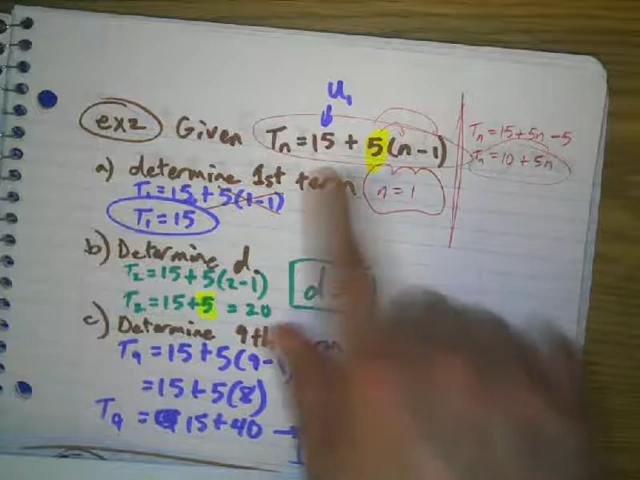 u₁
ex2 Given Tn = 15 + 5(n - 1)
Tn = 15 + 5n - 5
Tn = 10 + 5n
a) determine 1st term
n = 1
T₁ = 15 + 5(1-1)
T₁ = 15
b) Determine d
T₂ = 15 + 5(2-1)
T₂ = 15 + 5 = 20
d =
c) Determine 9th
T₉ = 15 + 5(9-1
= 15 + 5(8)
T₉ = 15 + 40 →